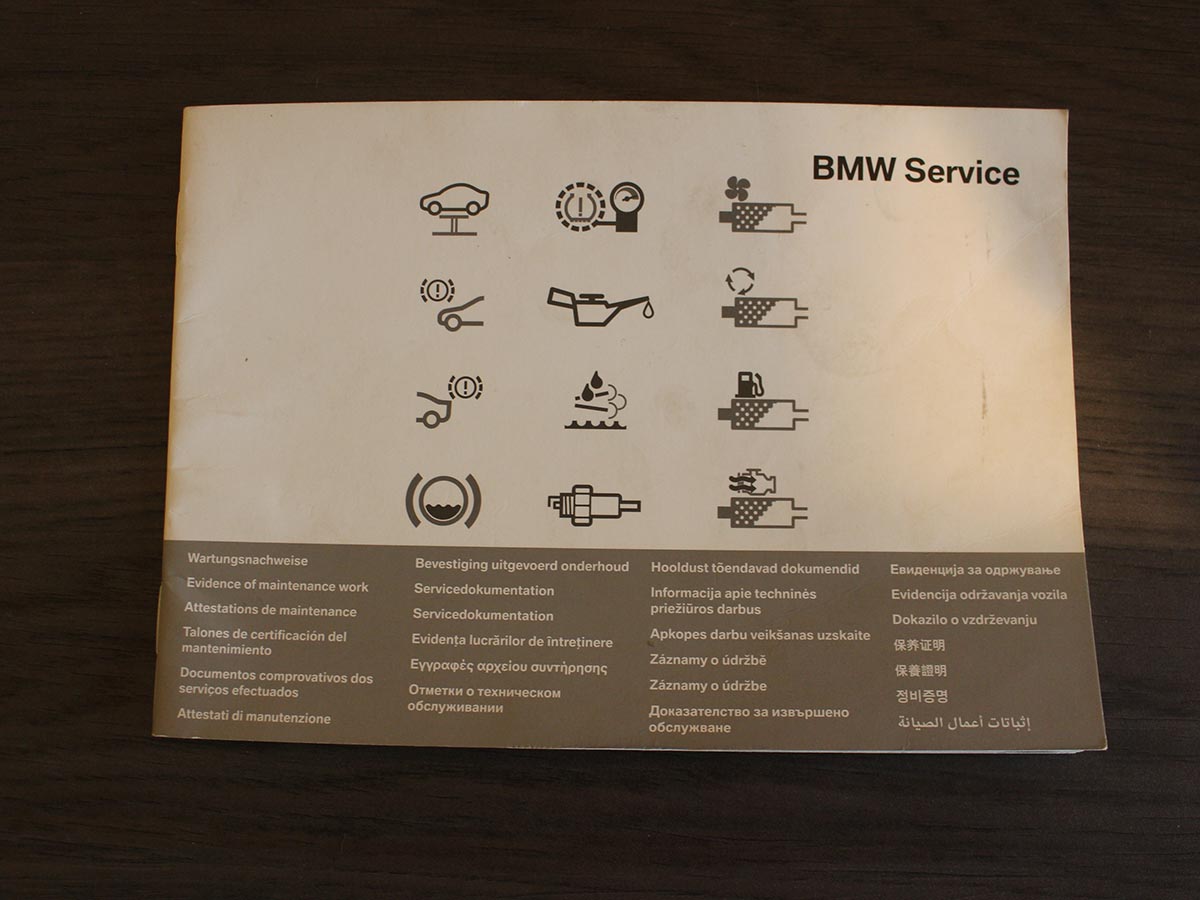 BMW Service
Wartungsnachweise
Evidence of maintenance work
Attestations de maintenance
Talones de certificación del
mantenimiento
Documentos comprovativos dos
serviços efectuados
Attestati di manutenzione
Bevestiging uitgevoerd onderhoud
Servicedokumentation
Servicedokumentation
Evidența lucrărilor de întreținere
Εγγραφές αρχείου συντήρησης
Отметки о техническом
обслуживании
Hooldust tõendavad dokumendid
Informacija apie techninės
priežiūros darbus
Apkopes darbu veikšanas uzskaite
Záznamy o údržbě
Záznamy o údržbe
Доказателство за извършено
обслужване
Евиденција за одржување
Evidencija održavanja vozila
Dokazilo o vzdrževanju
保养证明
保養證明
정비증명
إثباتات أعمال الصيانة